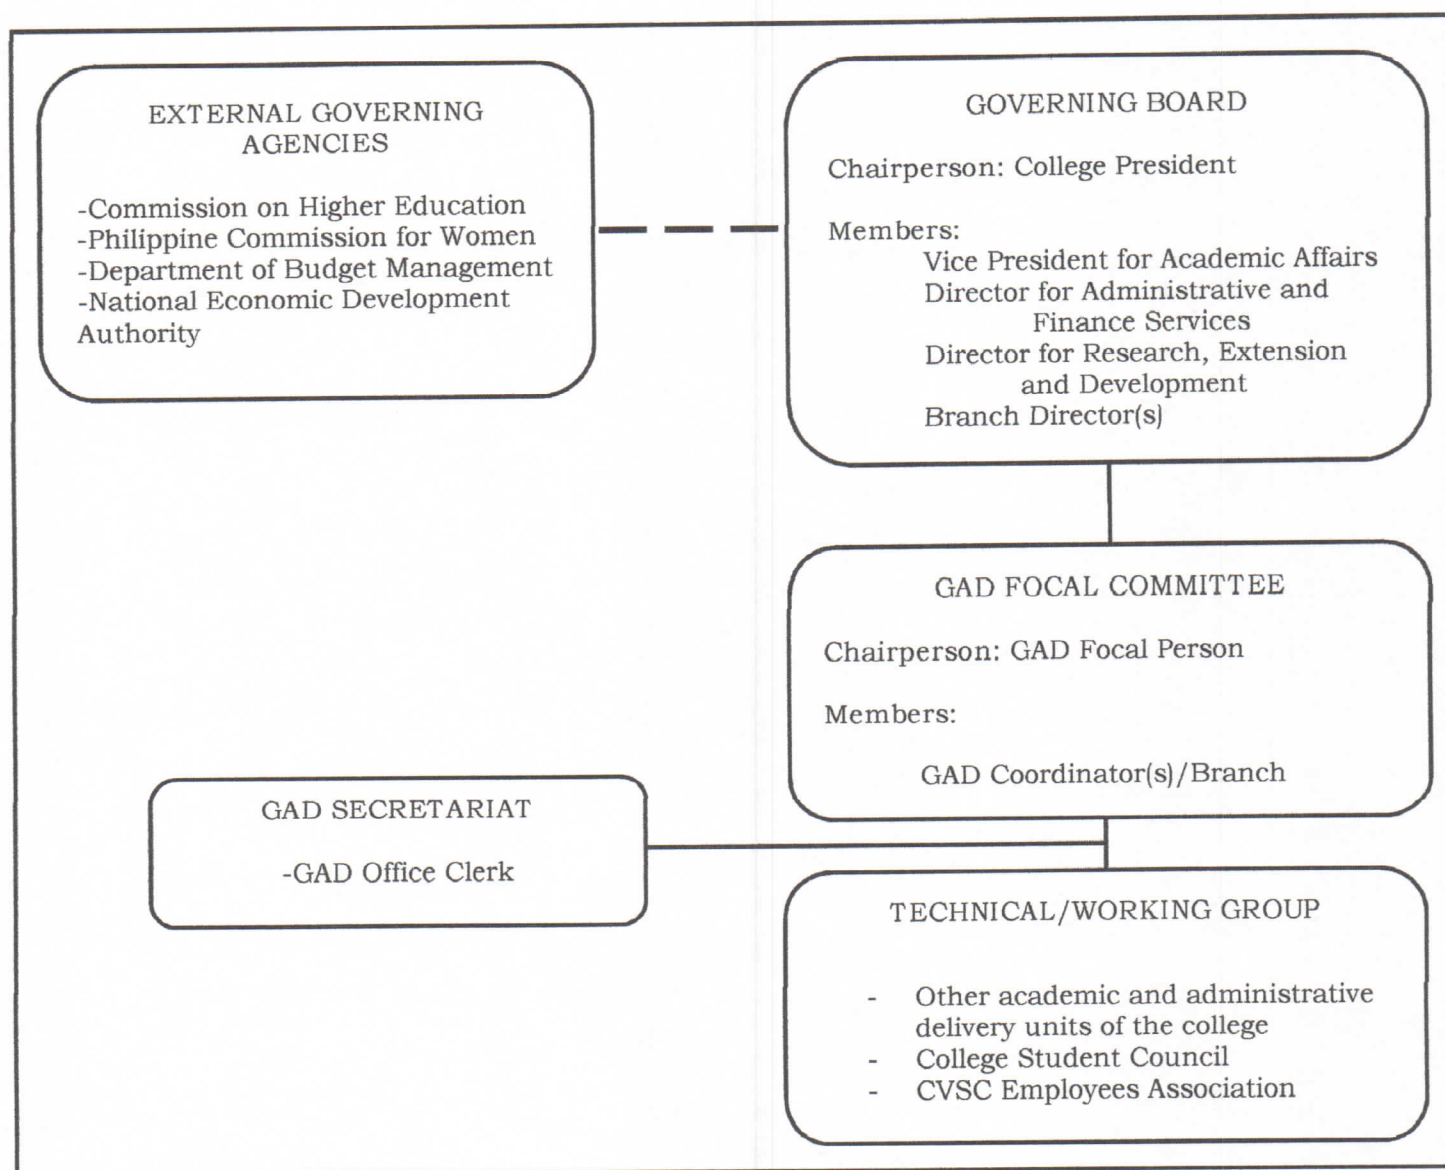 EXTERNAL GOVERNING
AGENCIES
-Commission on Higher Education
-Philippine Commission for Women
-Department of Budget Management
-National Economic Development
Authority
GOVERNING BOARD
Chairperson: College President
Members:
Vice President for Academic Affairs
Director for Administrative and
Finance Services
Director for Research, Extension
and Development
Branch Director(s)
GAD FOCAL COMMITTEE
Chairperson: GAD Focal Person
Members:
GAD Coordinator(s)/Branch
GAD SECRETARIAT
-GAD Office Clerk
TECHNICAL/WORKING GROUP
- Other academic and administrative
delivery units of the college
- College Student Council
- CVSC Employees Association